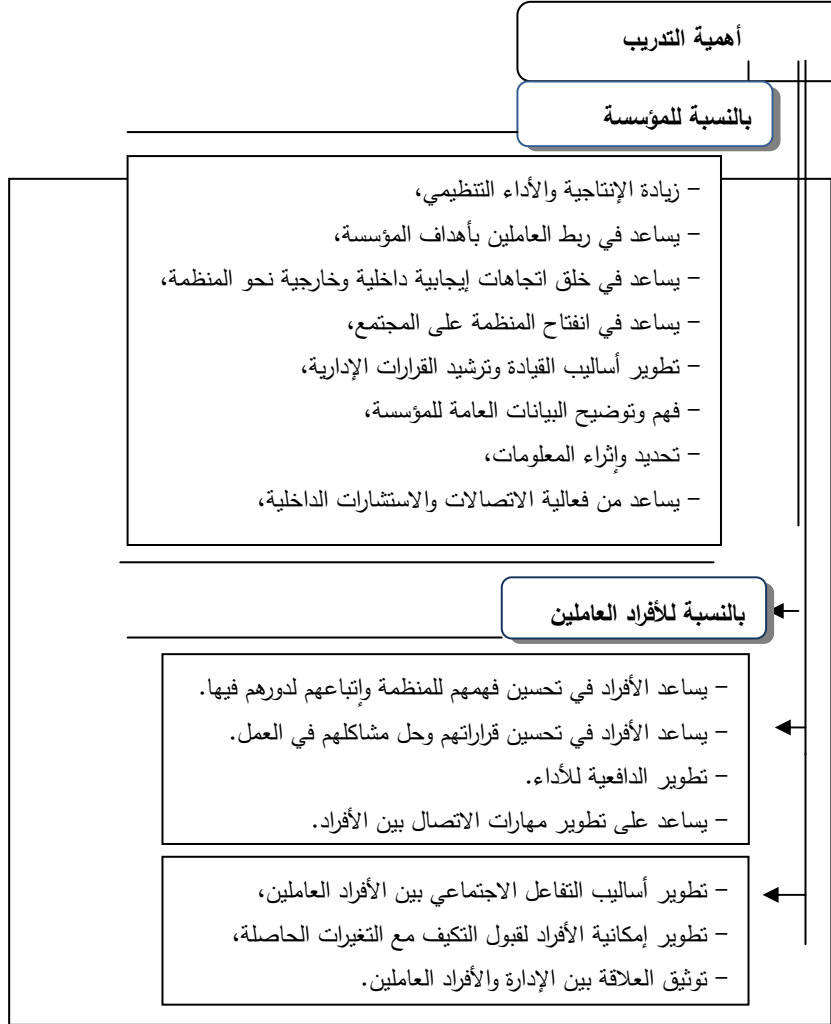 أهمية التدريب
بالنسبة للمؤسسة
- زيادة الإنتاجية والأداء التنظيمي،
- يساعد في ربط العاملين بأهداف المؤسسة،
- يساعد في خلق اتجاهات إيجابية داخلية وخارجية نحو المنظمة،
- يساعد في انفتاح المنظمة على المجتمع،
- تطوير أساليب القيادة وترشيد القرارات الإدارية،
- فهم وتوضيح البيانات العامة للمؤسسة،
- تحديد وإثراء المعلومات،
- يساعد من فعالية الاتصالات والاستشارات الداخلية،
بالنسبة للأفراد العاملين
- يساعد الأفراد في تحسين فهمهم للمنظمة وإتباعهم لدورهم فيها.
- يساعد الأفراد في تحسين قراراتهم وحل مشاكلهم في العمل.
- تطوير الدافعية للأداء.
- يساعد على تطوير مهارات الاتصال بين الأفراد.
- تطوير أساليب التفاعل الاجتماعي بين الأفراد العاملين،
- تطوير إمكانية الأفراد لقبول التكيف مع التغيرات الحاصلة،
- توثيق العلاقة بين الإدارة والأفراد العاملين.